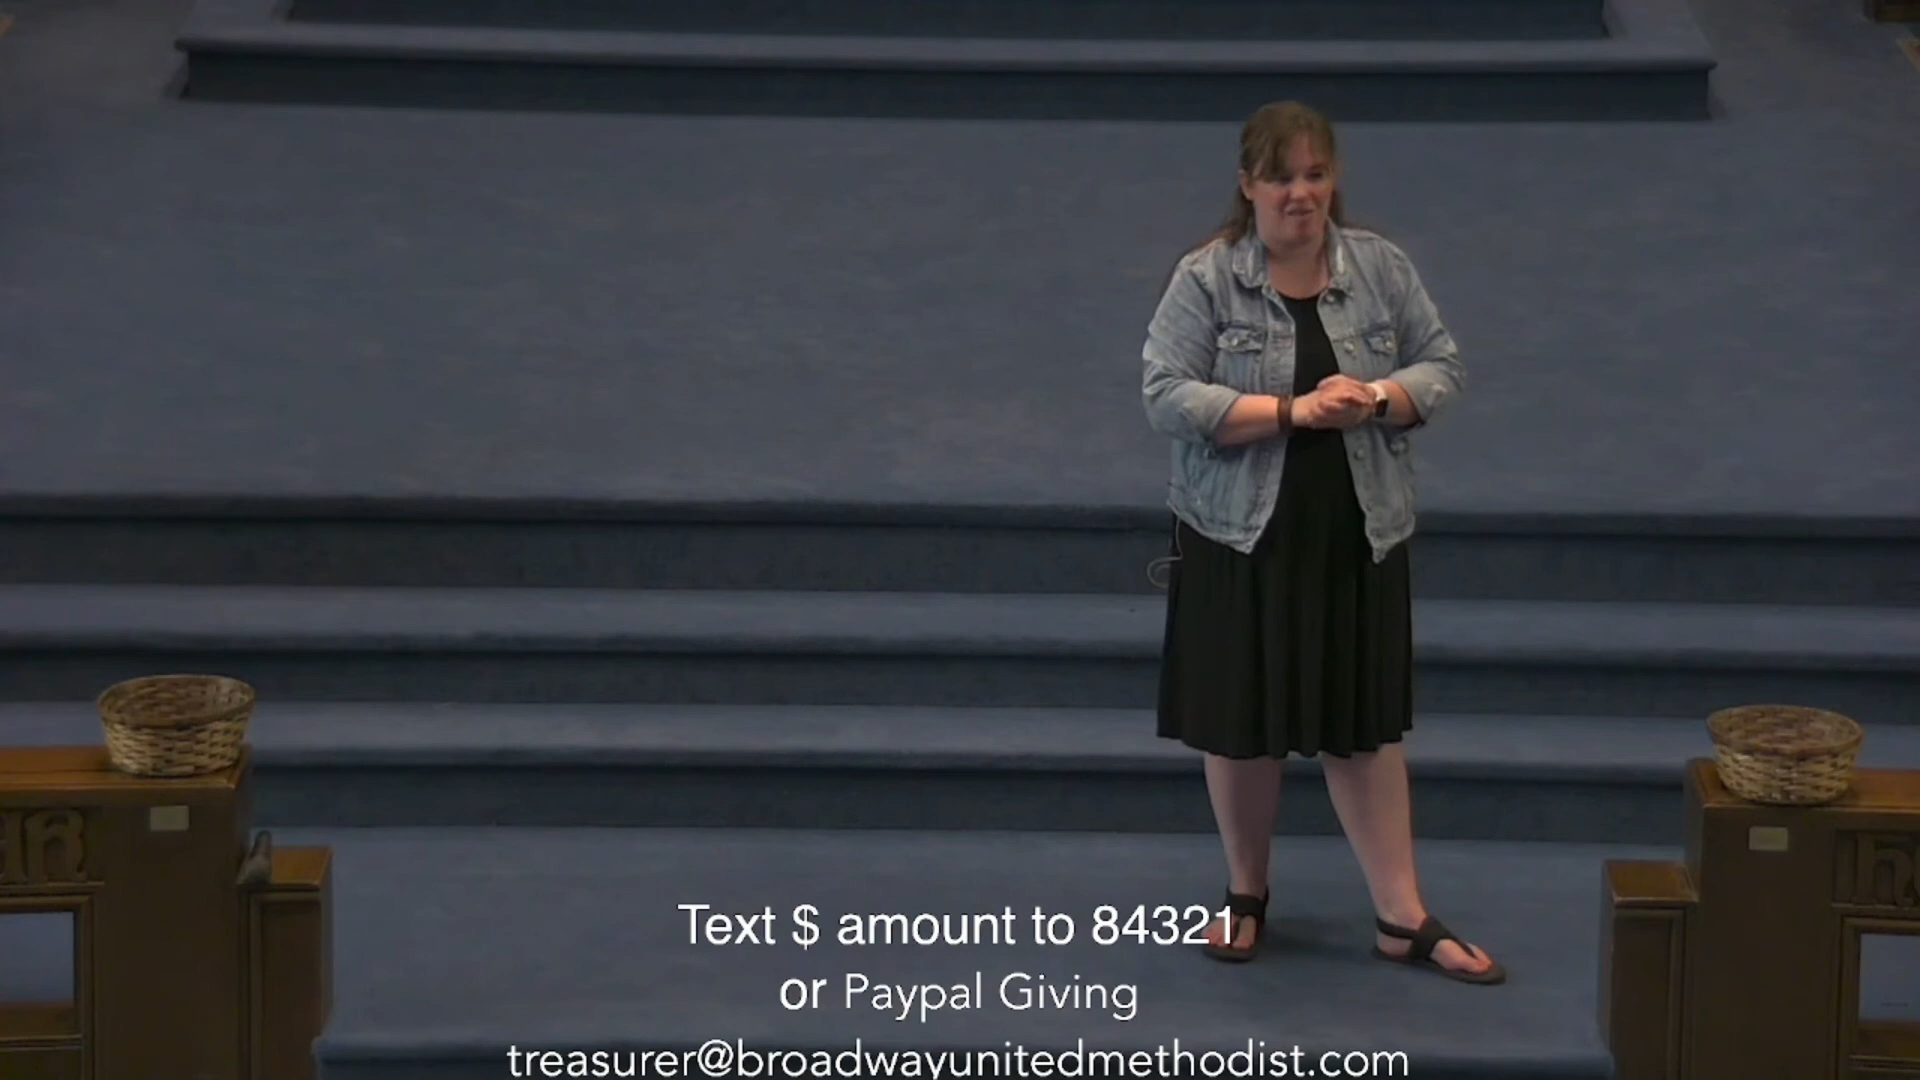 Text $ amount to 84321
or Paypal Giving
treasurer@broadwayunitedmethodist.com